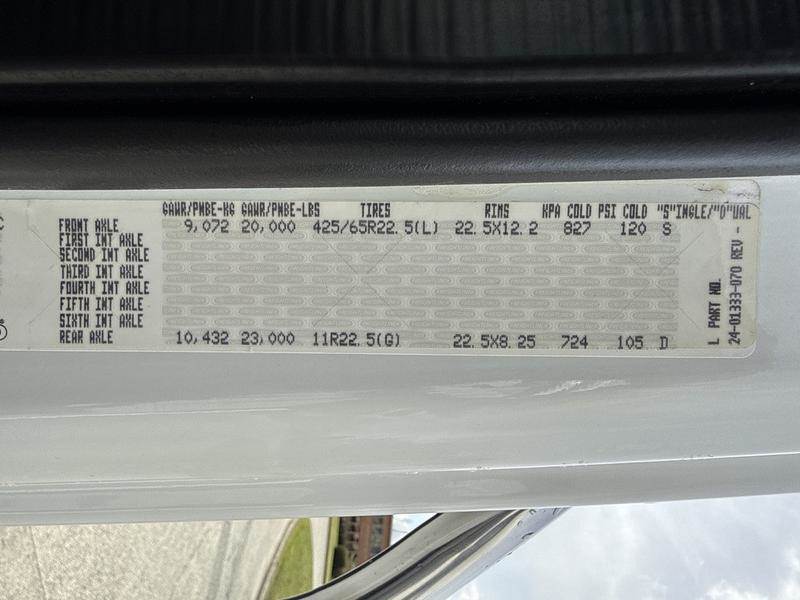 GAWR/PNBE-KG GAWR/PNBE-LBS TIRES RIMS KPA COLD PSI COLD "S"INGLE/"D"UAL
FRONT AXLE 9,072 20,000 425/65R22.5(L) 22.5X12.2 827 120 S
FIRST INT AXLE
SECOND INT AXLE
THIRD INT AXLE
FOURTH INT AXLE
FIFTH INT AXLE
SIXTH INT AXLE
REAR AXLE 10,432 23,000 11R22.5(G) 22.5X8.25 724 105 D
L PART NO.
24-01333-070 REV -